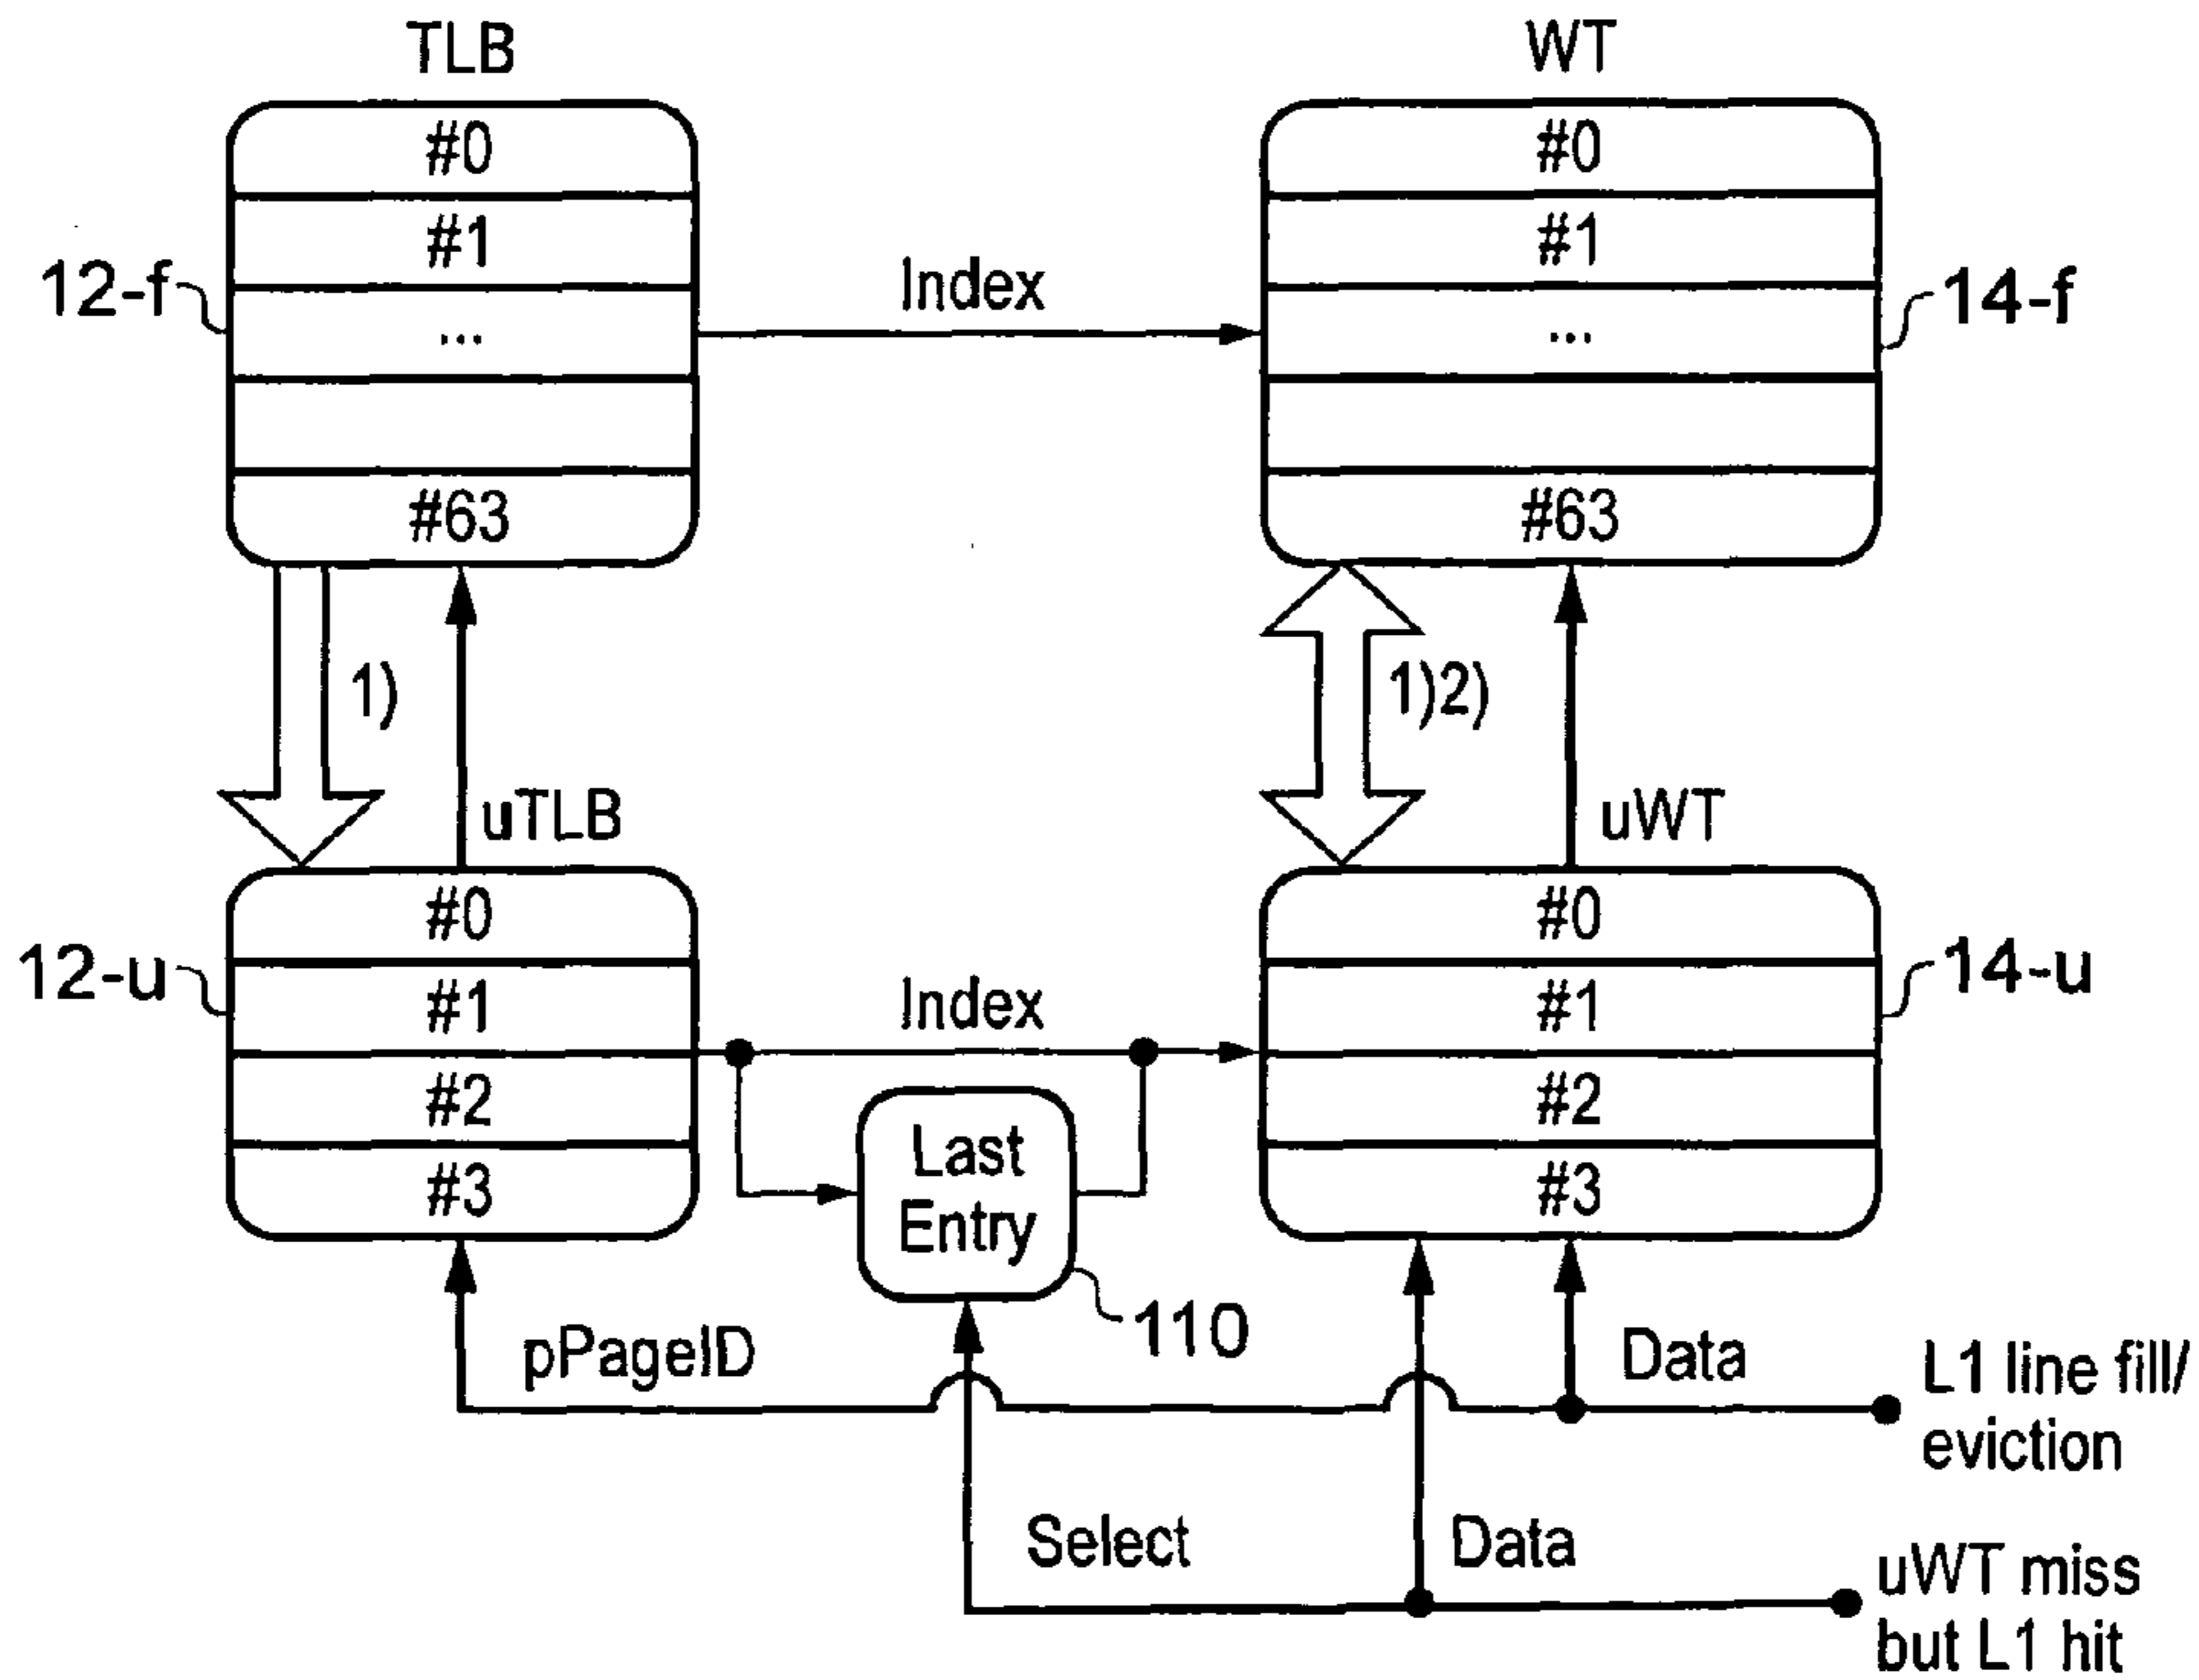 TLB
WT
#0
#0
#1
#1
12-f
Index
14-f
...
...
#63
#63
1)
1)2)
uTLB
uWT
#0
#0
12-u
#1
Index
#1
14-u
#2
#2
Last
Entry
#3
#3
110
pPageID
Data
L1 line fill/
eviction
Select
Data
uWT miss
but L1 hit